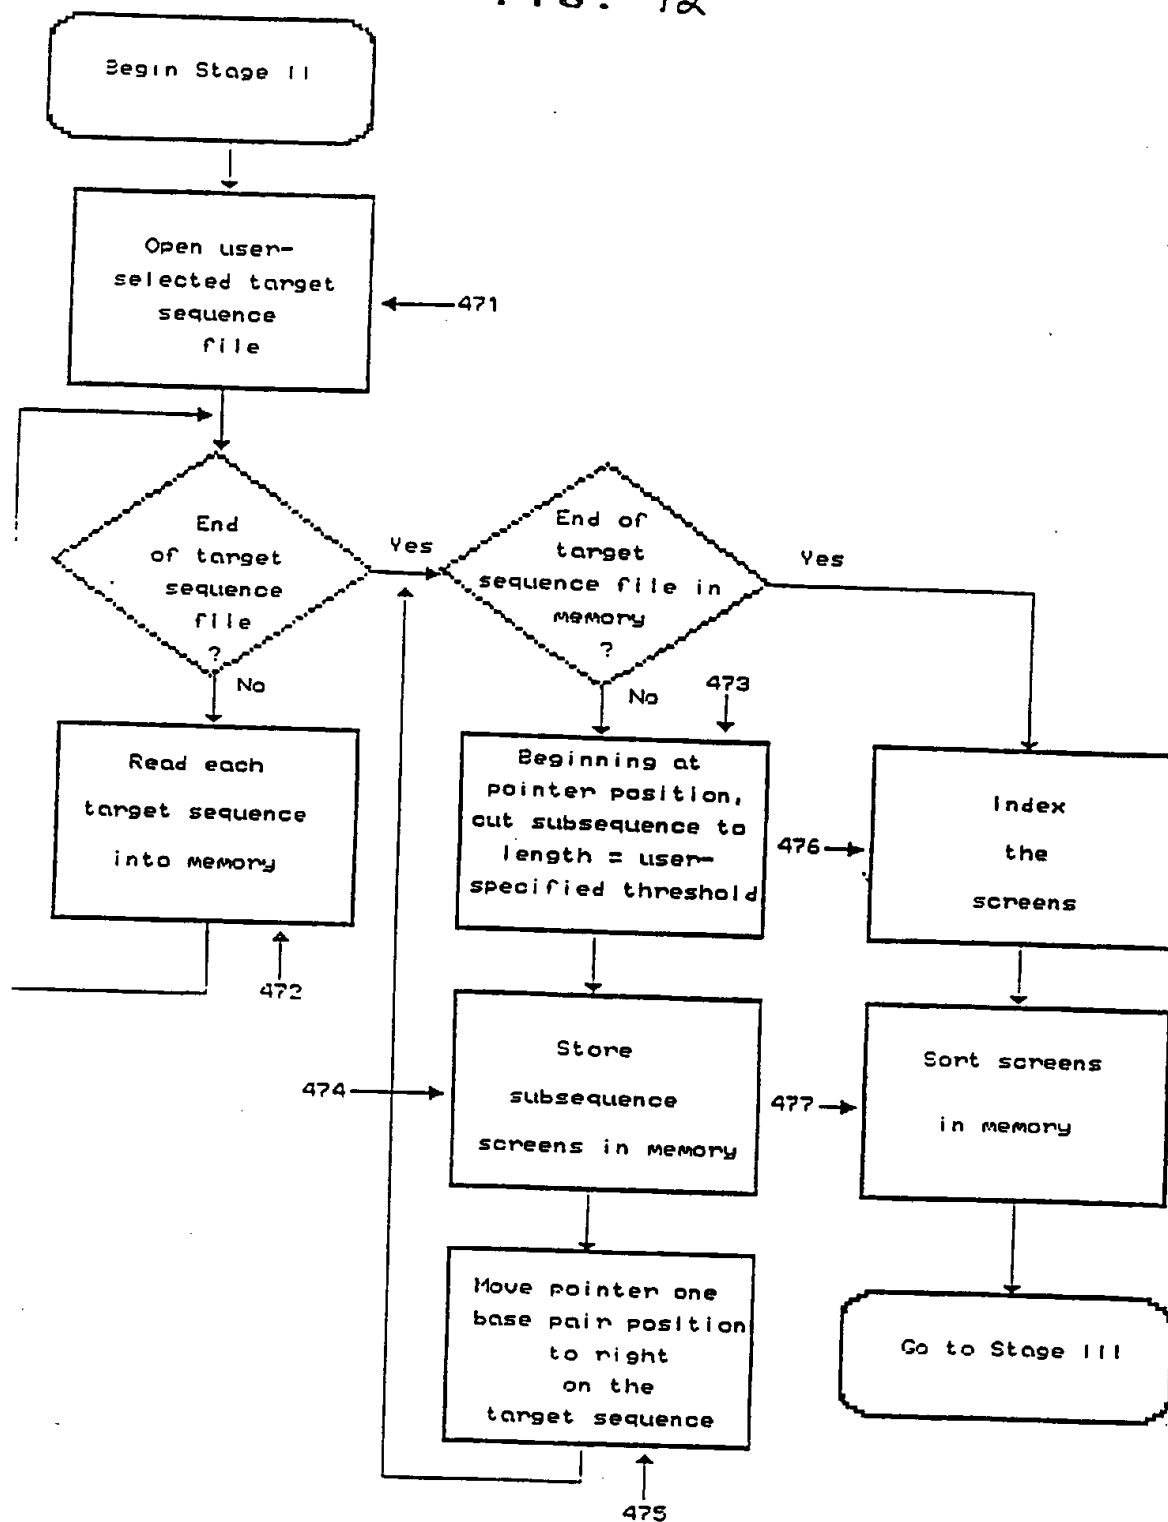 FIG. 12
Begin Stage II
Open user-
selected target
sequence
file
471
End
of target
sequence
file
?
Yes
No
End of
target
sequence file in
memory
?
Yes
No
473
Read each
target sequence
into memory
472
Beginning at
pointer position,
cut subsequence to
length = user-
specified threshold
476
Index
the
screens
474
Store
subsequence
screens in memory
477
Sort screens
in memory
Move pointer one
base pair position
to right
on the
target sequence
475
Go to Stage III